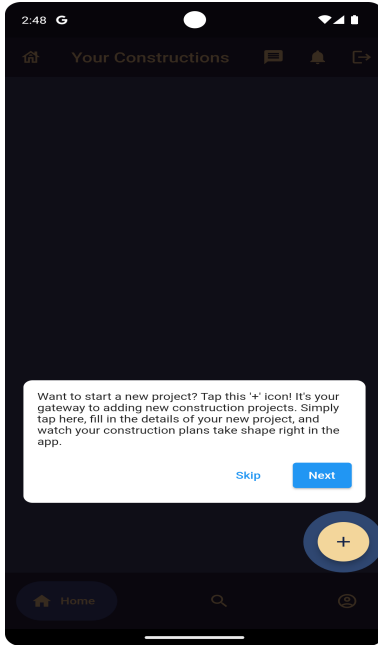 2:48 G
Your Constructions
Want to start a new project? Tap this '+' icon! It's your
gateway to adding new construction projects. Simply
tap here, fill in the details of your new project, and
watch your construction plans take shape right in the
app.
Skip
Next
+
Home